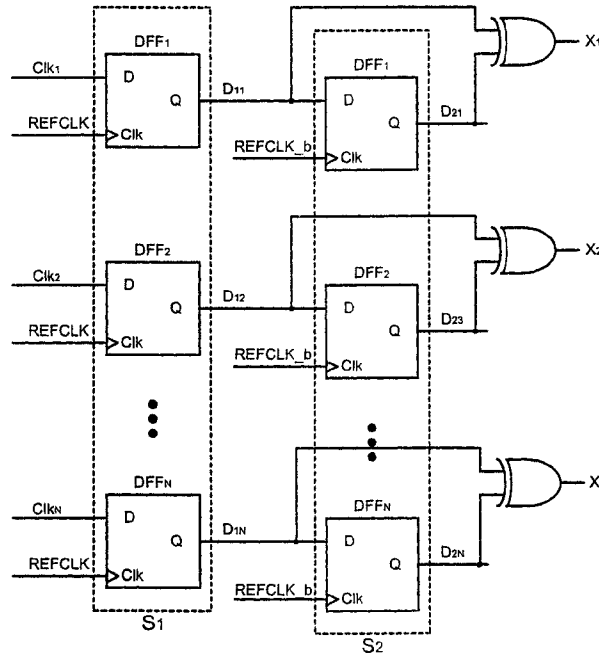 DFF1
Clk1
D
Q
REFCLK
Clk
D11
DFF1
D
Q
REFCLK_b
Clk
D21
X1
DFF2
Clk2
D
Q
REFCLK
Clk
D12
DFF2
D
Q
REFCLK_b
Clk
D23
X2
DFFN
ClkN
D
Q
REFCLK
Clk
D1N
DFFN
D
Q
REFCLK_b
Clk
D2N
X
S1
S2